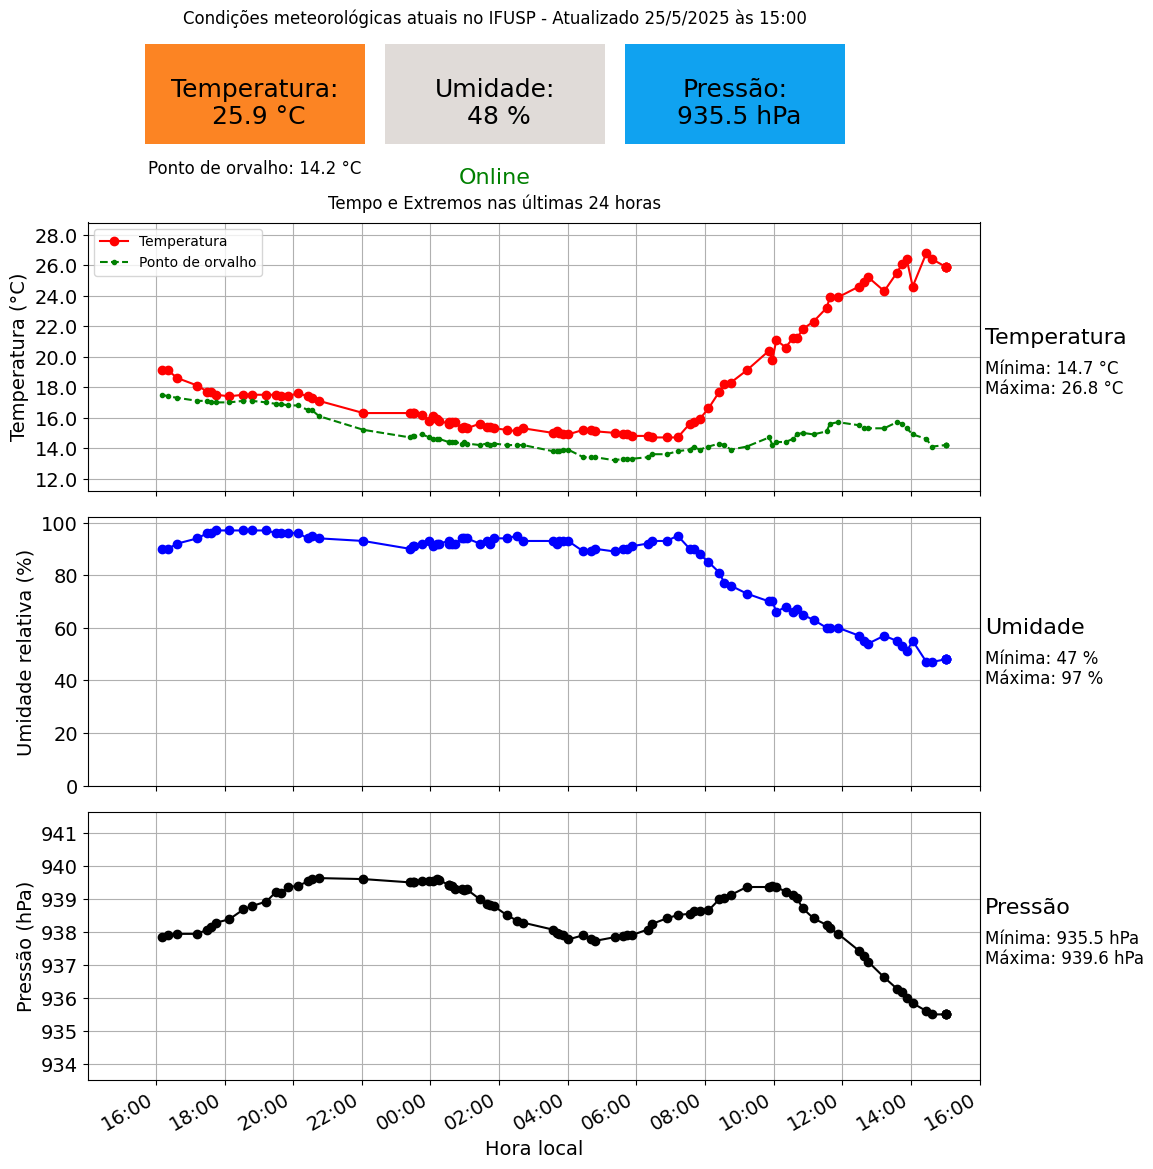 Condições meteorológicas atuais no IFUSP - Atualizado 25/5/2025 às 15:00
Temperatura:
25.9 °C
Umidade:
48 %
Pressão:
935.5 hPa
Ponto de orvalho: 14.2 °C
Online
Tempo e Extremos nas últimas 24 horas
Temperatura (°C)
28.0
26.0
24.0
22.0
20.0
18.0
16.0
14.0
12.0
Temperatura
Ponto de orvalho
Temperatura
Mínima: 14.7 °C
Máxima: 26.8 °C
Umidade relativa (%)
100
80
60
40
20
0
Umidade
Mínima: 47 %
Máxima: 97 %
Pressão (hPa)
941
940
939
938
937
936
935
934
Pressão
Mínima: 935.5 hPa
Máxima: 939.6 hPa
16:00 18:00 20:00 22:00 00:00 02:00 04:00 06:00 08:00 10:00 12:00 14:00 16:00
Hora local